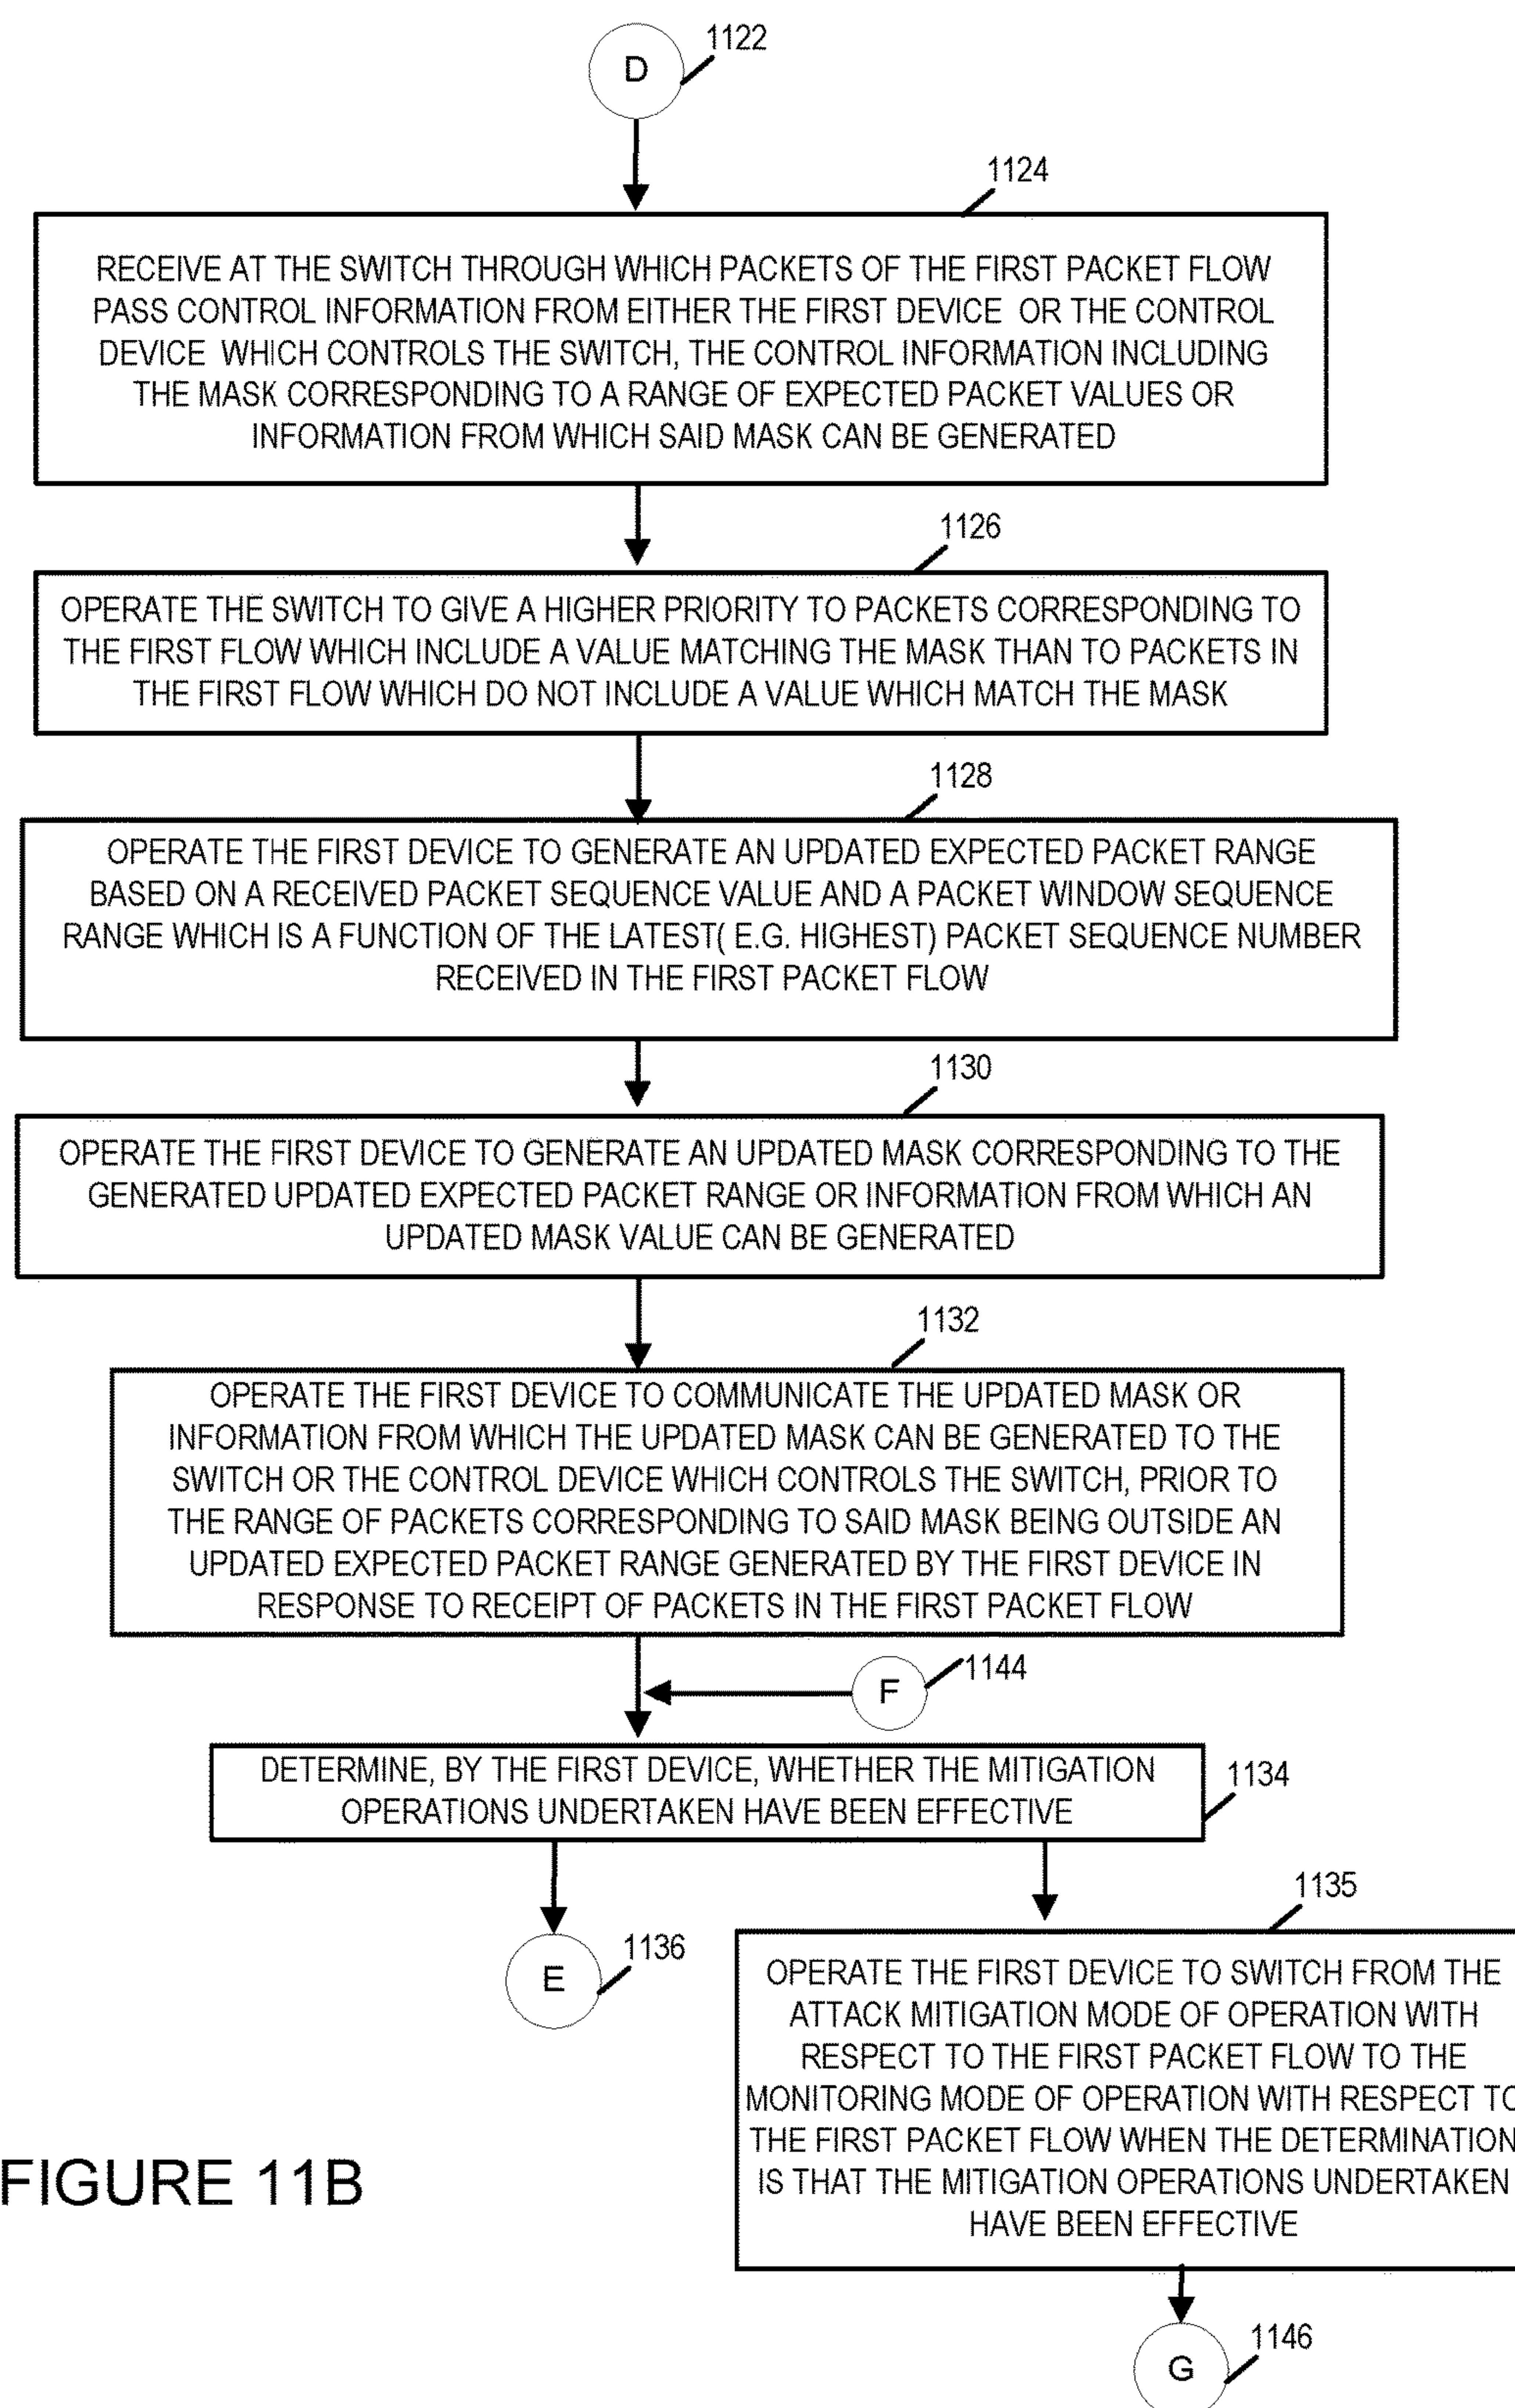 D
1122
1124
RECEIVE AT THE SWITCH THROUGH WHICH PACKETS OF THE FIRST PACKET FLOW
PASS CONTROL INFORMATION FROM EITHER THE FIRST DEVICE OR THE CONTROL
DEVICE WHICH CONTROLS THE SWITCH, THE CONTROL INFORMATION INCLUDING
THE MASK CORRESPONDING TO A RANGE OF EXPECTED PACKET VALUES OR
INFORMATION FROM WHICH SAID MASK CAN BE GENERATED
1126
OPERATE THE SWITCH TO GIVE A HIGHER PRIORITY TO PACKETS CORRESPONDING TO
THE FIRST FLOW WHICH INCLUDE A VALUE MATCHING THE MASK THAN TO PACKETS IN
THE FIRST FLOW WHICH DO NOT INCLUDE A VALUE WHICH MATCH THE MASK
1128
OPERATE THE FIRST DEVICE TO GENERATE AN UPDATED EXPECTED PACKET RANGE
BASED ON A RECEIVED PACKET SEQUENCE VALUE AND A PACKET WINDOW SEQUENCE
RANGE WHICH IS A FUNCTION OF THE LATEST( E.G. HIGHEST) PACKET SEQUENCE NUMBER
RECEIVED IN THE FIRST PACKET FLOW
1130
OPERATE THE FIRST DEVICE TO GENERATE AN UPDATED MASK CORRESPONDING TO THE
GENERATED UPDATED EXPECTED PACKET RANGE OR INFORMATION FROM WHICH AN
UPDATED MASK VALUE CAN BE GENERATED
1132
OPERATE THE FIRST DEVICE TO COMMUNICATE THE UPDATED MASK OR
INFORMATION FROM WHICH THE UPDATED MASK CAN BE GENERATED TO THE
SWITCH OR THE CONTROL DEVICE WHICH CONTROLS THE SWITCH, PRIOR TO
THE RANGE OF PACKETS CORRESPONDING TO SAID MASK BEING OUTSIDE AN
UPDATED EXPECTED PACKET RANGE GENERATED BY THE FIRST DEVICE IN
RESPONSE TO RECEIPT OF PACKETS IN THE FIRST PACKET FLOW
F
1144
DETERMINE, BY THE FIRST DEVICE, WHETHER THE MITIGATION
OPERATIONS UNDERTAKEN HAVE BEEN EFFECTIVE
1134
E
1136
1135
OPERATE THE FIRST DEVICE TO SWITCH FROM THE
ATTACK MITIGATION MODE OF OPERATION WITH
RESPECT TO THE FIRST PACKET FLOW TO THE
MONITORING MODE OF OPERATION WITH RESPECT TO
THE FIRST PACKET FLOW WHEN THE DETERMINATION
IS THAT THE MITIGATION OPERATIONS UNDERTAKEN
HAVE BEEN EFFECTIVE
FIGURE 11B
G
1146